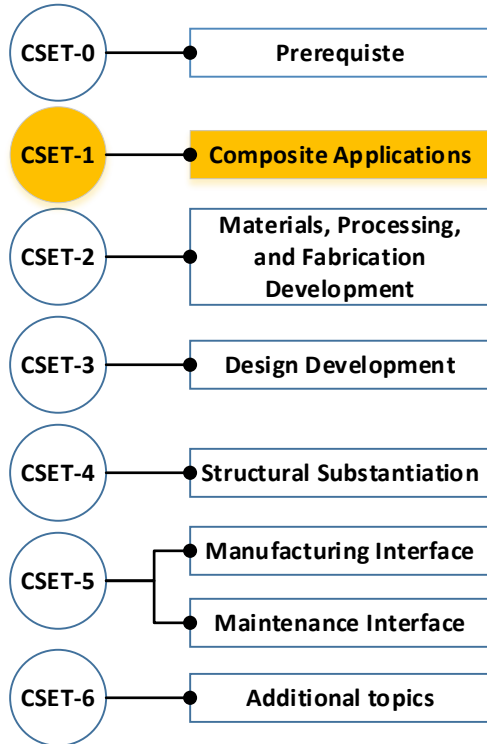 CSET-0
Prerequiste
CSET-1
Composite Applications
CSET-2
Materials, Processing,
and Fabrication
Development
CSET-3
Design Development
CSET-4
Structural Substantiation
CSET-5
Manufacturing Interface
Maintenance Interface
CSET-6
Additional topics